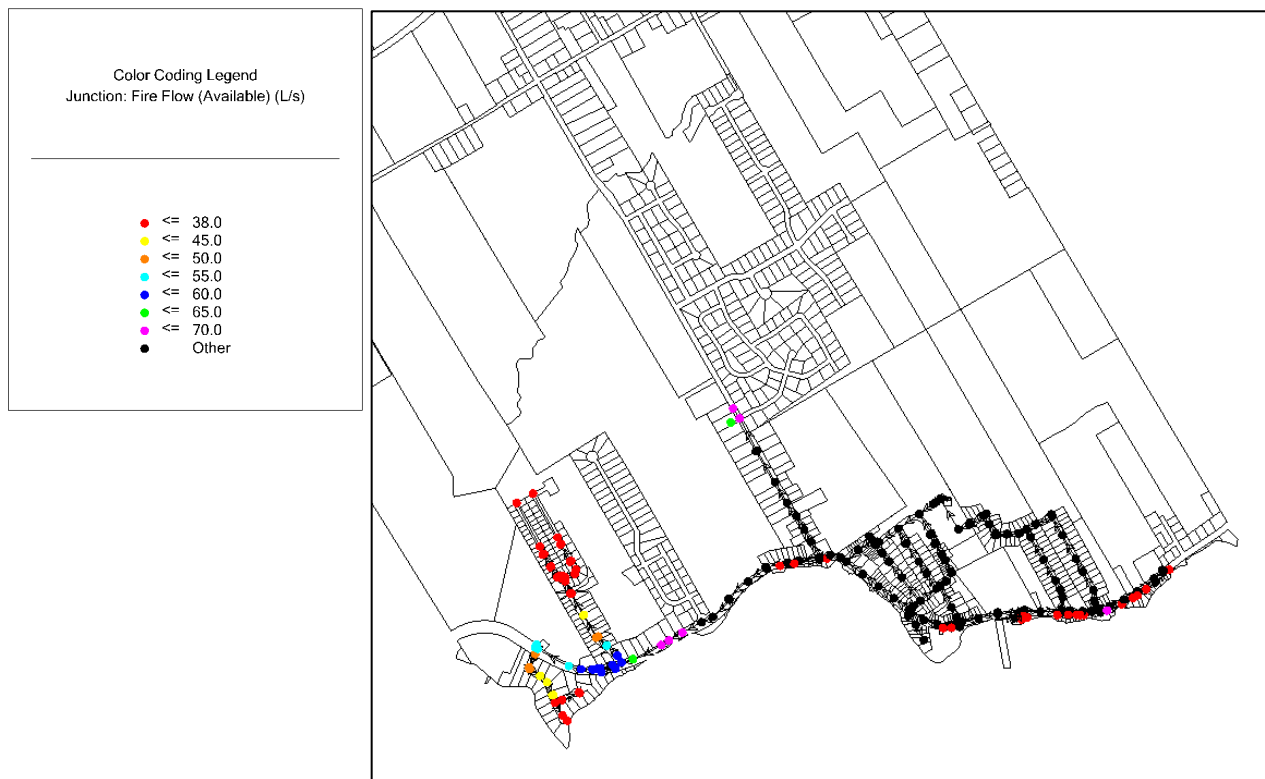 Color Coding Legend
Junction: Fire Flow (Available) (L/s)
<= 38.0
<= 45.0
<= 50.0
<= 55.0
<= 60.0
<= 65.0
<= 70.0
Other